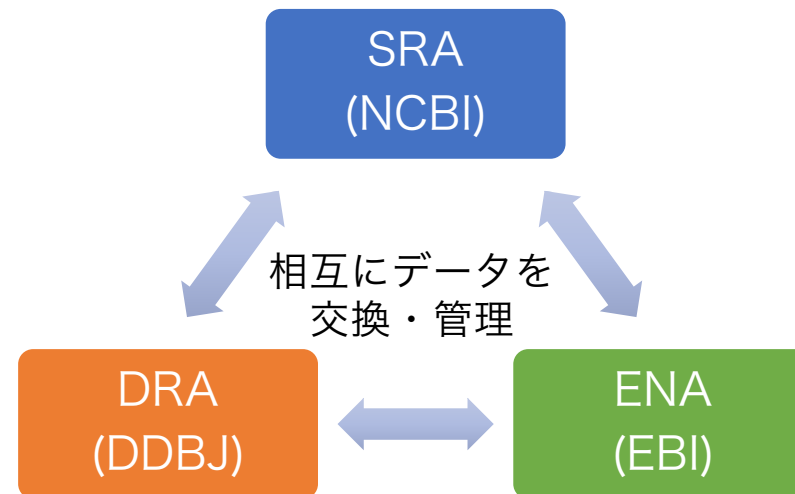 SRA
(NCBI)
相互にデータを
交換・管理
DRA
(DDBJ)
ENA
(EBI)